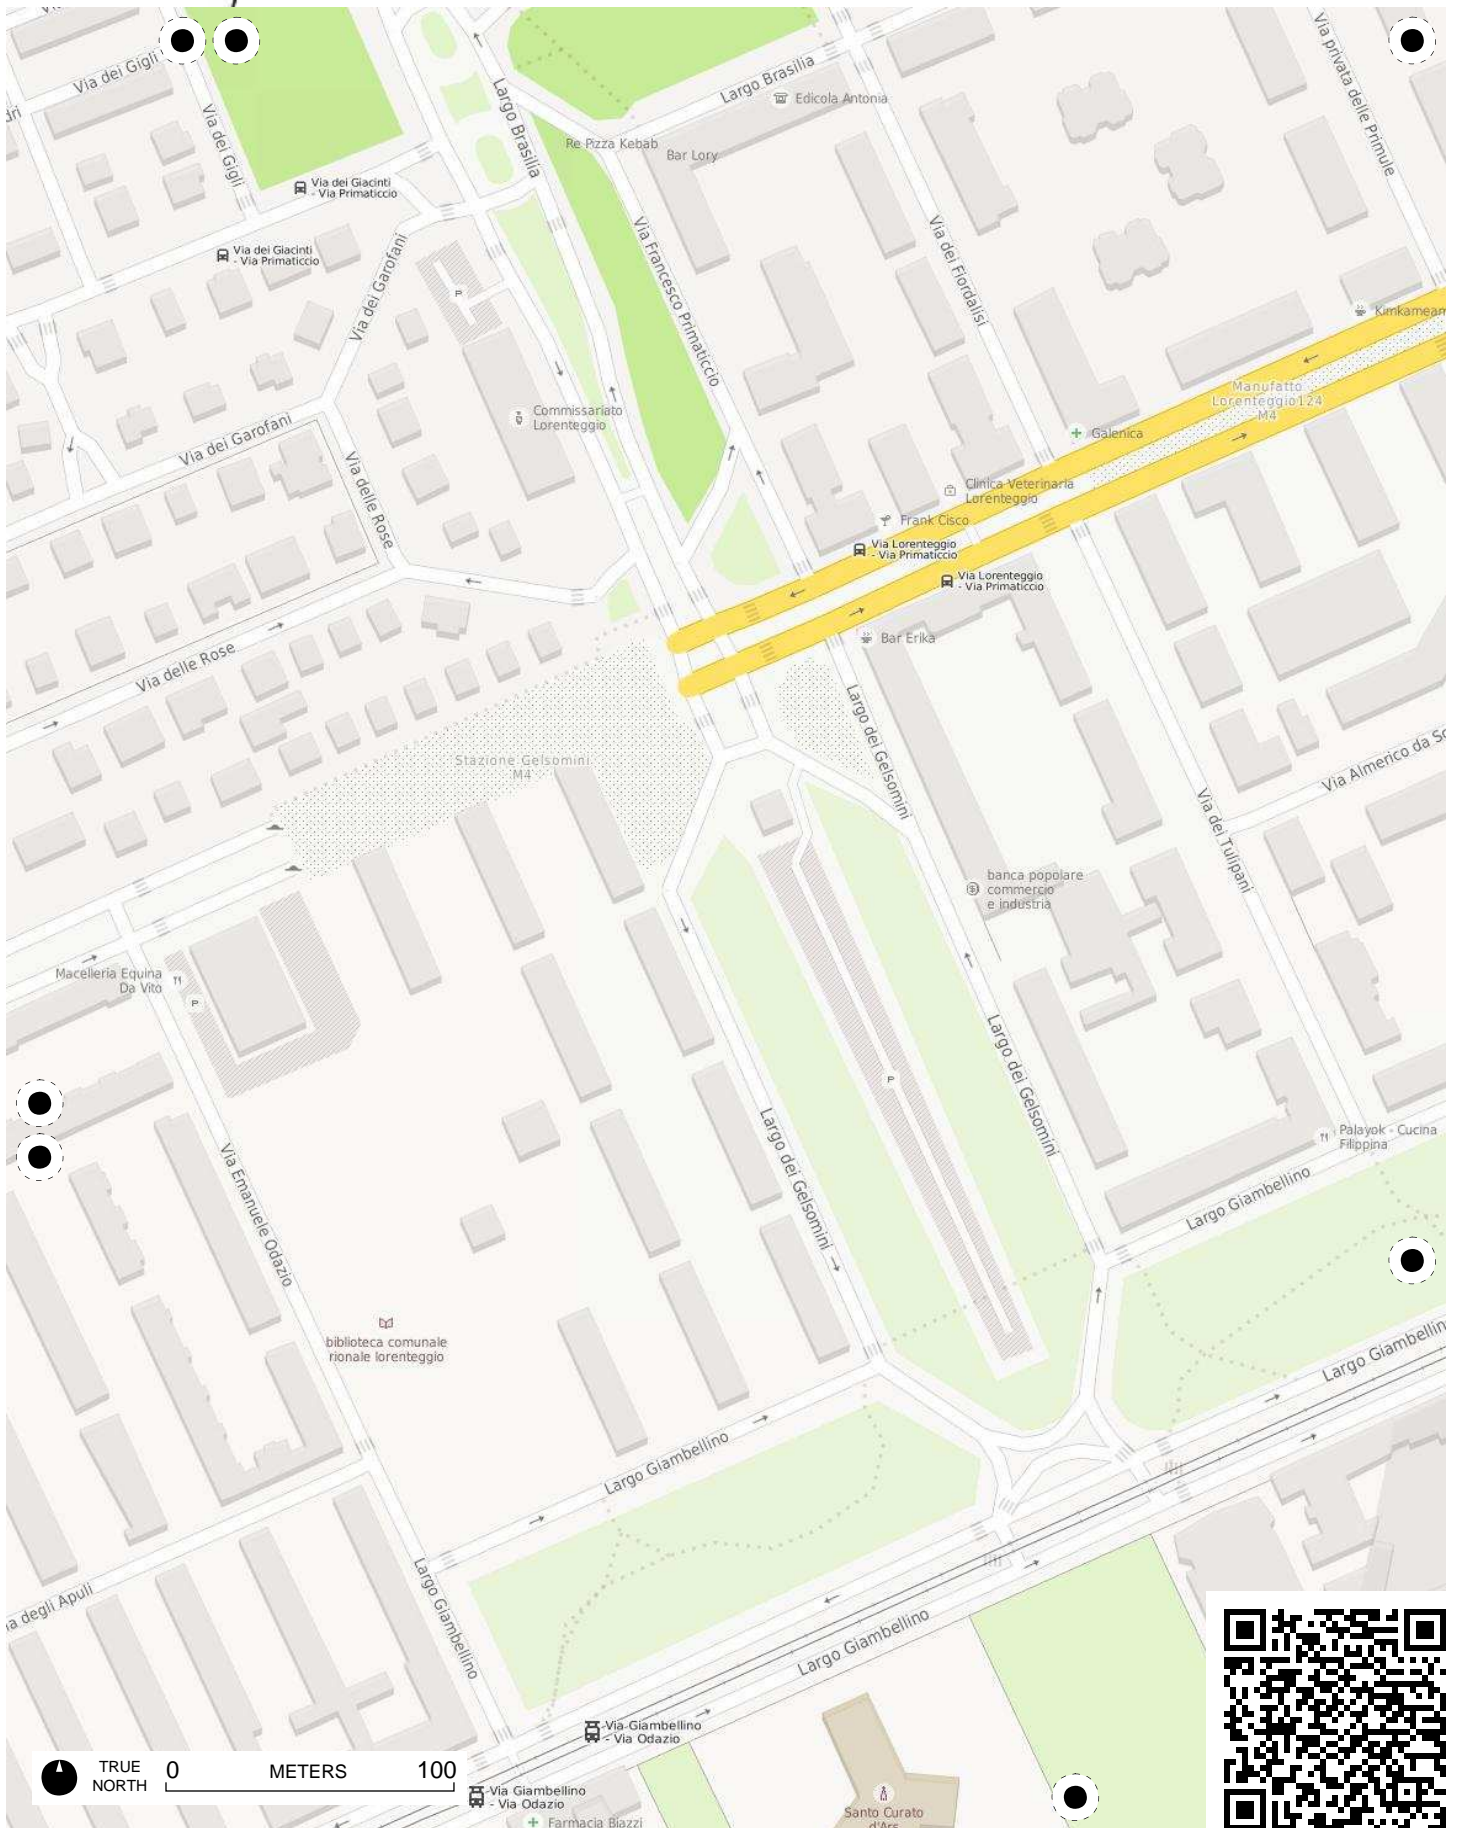 Via dei Gigli
Via dei Gigli
Largo Brasilia
Largo Brasilia
Edicola Antonia
Re Pizza Kebab
Bar Lory
Via privata delle Primule
Via dei Giacinti
- Via Primaticcio
Via dei Giacinti
- Via Primaticcio
Via dei Garofani
Via Francesco Primaticcio
Via dei Fiordalisi
P
Kimkamean
Manufatto
Lorenteggio124
M4
Commissariato
Lorenteggio
Galenica
Via dei Garofani
Via delle Rose
Clinica Veterinaria
Lorenteggio
Frank Cisco
Via Lorenteggio
- Via Primaticcio
Via Lorenteggio
- Via Primaticcio
Bar Erika
Via delle Rose
Largo dei Gelsomini
Stazione Gelsomini
M4
Via Almerico da Sc
Via dei Tulipani
banca popolare
commercio
e industria
Macelleria Equina
Da Vito
P
Largo dei Gelsomini
P
Largo dei Gelsomini
Palayok - Cucina
Filippina
Via Emanuele Odazio
Largo Giambellino
biblioteca comunale
rionale lorenteggio
Largo Giambellin
Largo Giambellino
Largo Giambellino
a degli Apuli
Largo Giambellino
Via Giambellino
- Via Odazio
Via Giambellino
- Via Odazio
Farmacia Biazzi
Santo Curato
d'Ars
TRUE
NORTH
0 METERS 100